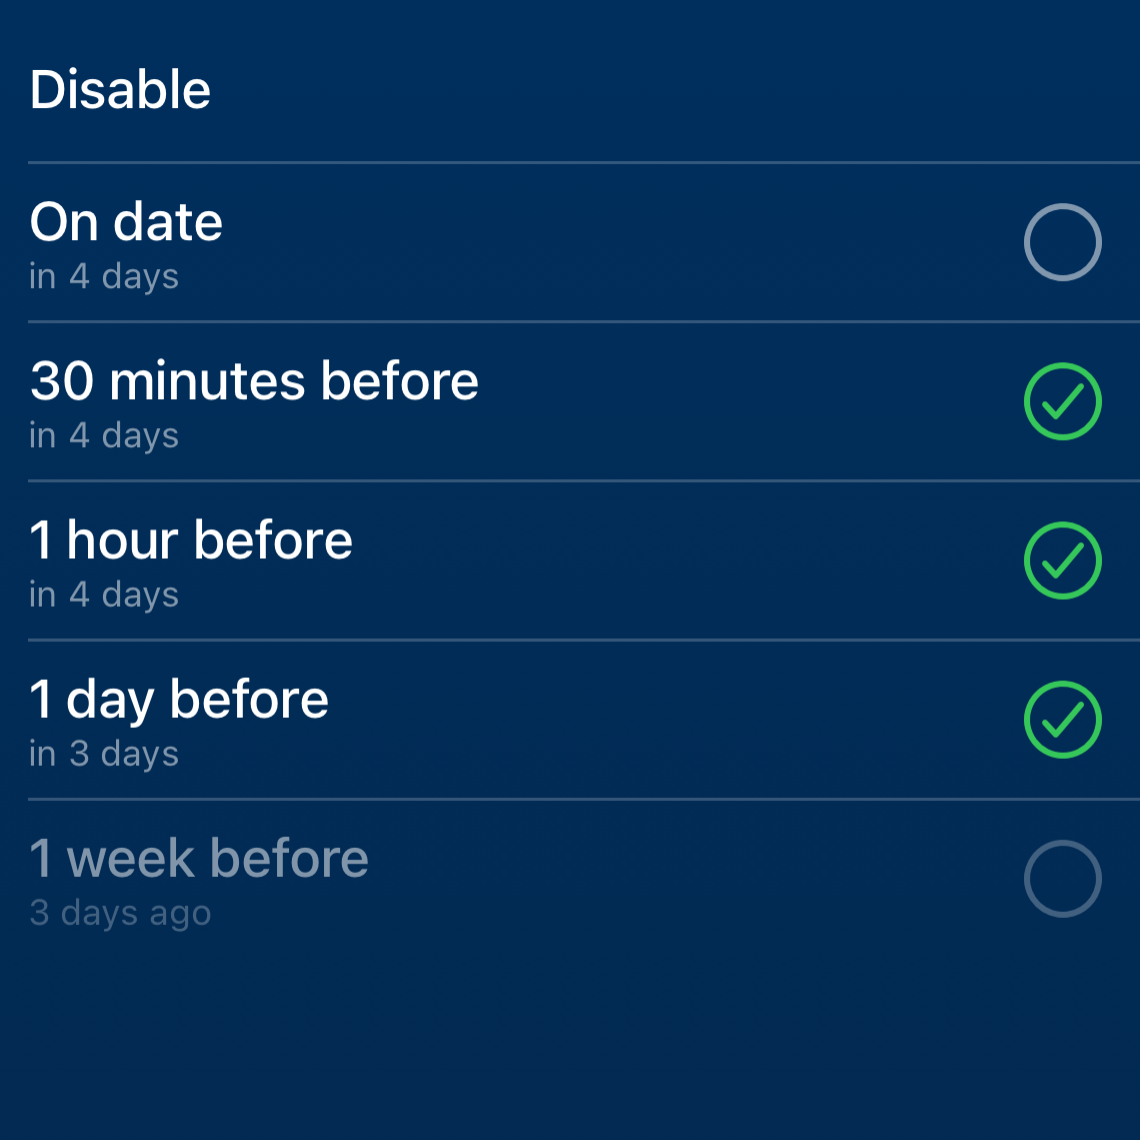 Disable
On date
in 4 days
30 minutes before
in 4 days
1 hour before
in 4 days
1 day before
in 3 days
1 week before
3 days ago